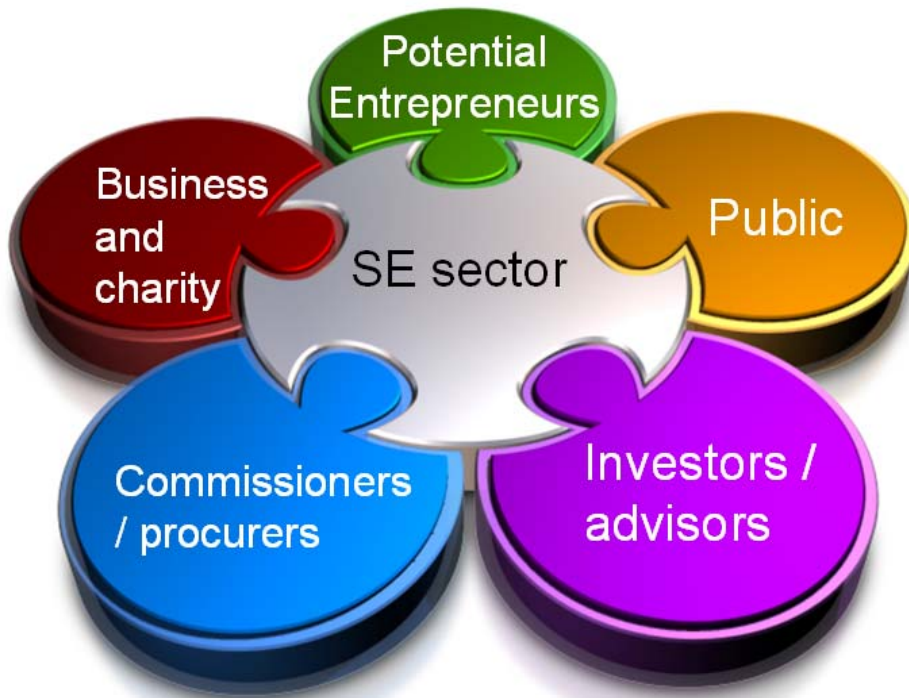 Potential
Entrepreneurs
Business
and
charity
Public
SE sector
Commissioners
/ procurers
Investors /
advisors